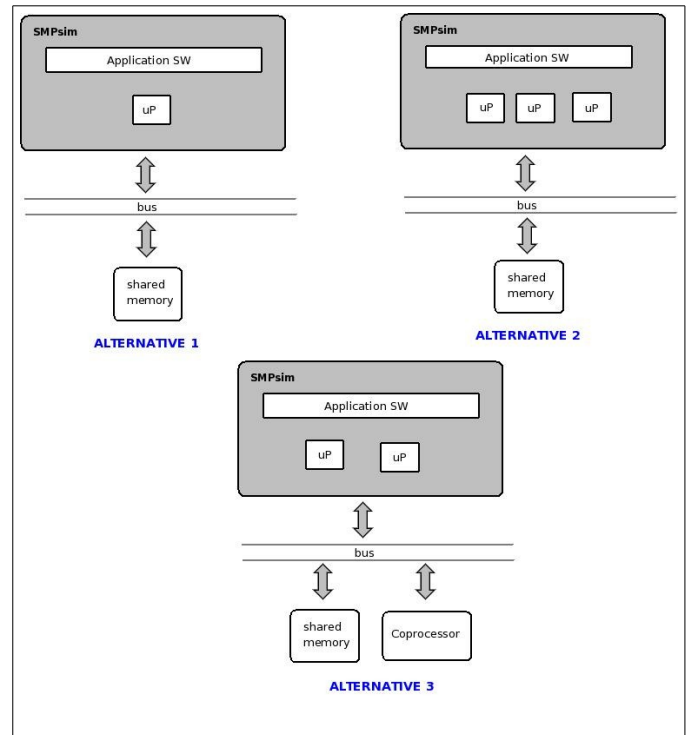 SMPsim
Application SW
uP
bus
shared
memory
ALTERNATIVE 1
SMPsim
Application SW
uP
uP
uP
bus
shared
memory
ALTERNATIVE 2
SMPsim
Application SW
uP
uP
bus
shared
memory
Coprocessor
ALTERNATIVE 3